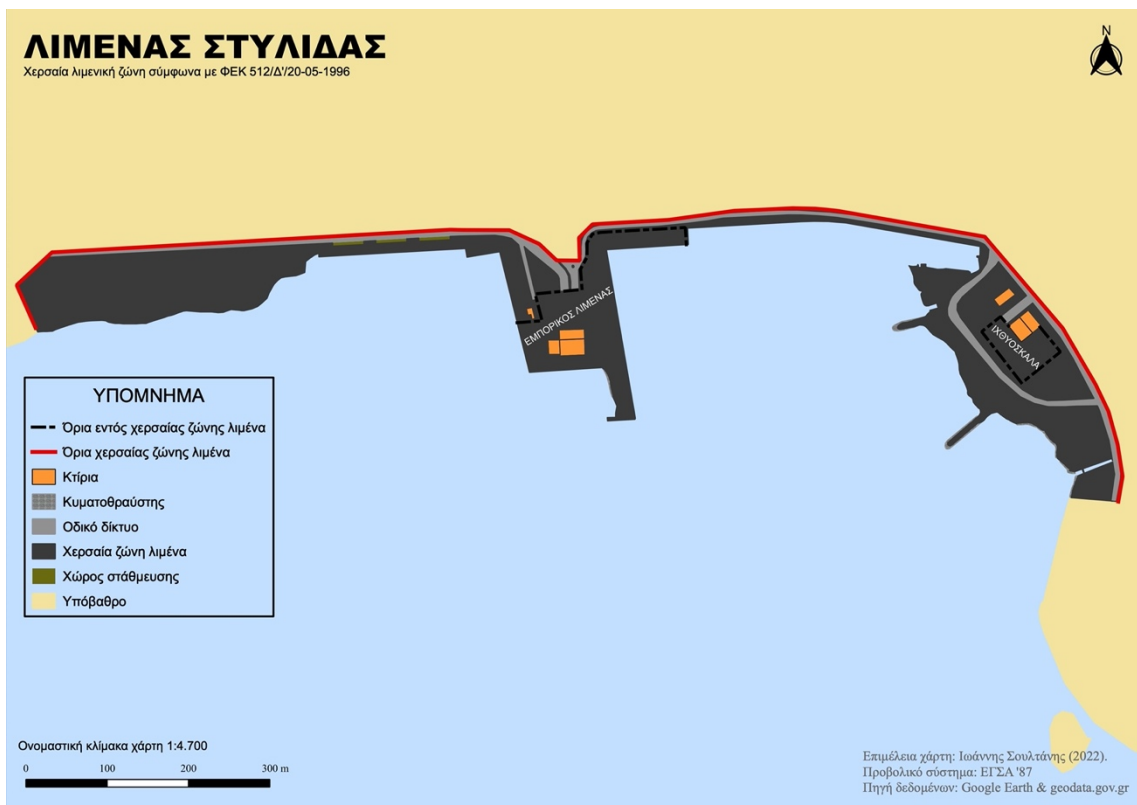 ΛΙΜΕΝΑΣ ΣΤΥΛΙΔΑΣ
Χερσαία λιμενική ζώνη σύμφωνα με ΦΕΚ 512/Δ'/20-05-1996
N
ΕΜΠΟΡΙΚΟΣ ΛΙΜΕΝΑΣ
ΙΧΘΥΟΣΚΑΛΑ
ΥΠΟΜΝΗΜΑ
Όρια εντός χερσαίας ζώνης λιμένα
Όρια χερσαίας ζώνης λιμένα
Κτίρια
Κυματοθραύστης
Οδικό δίκτυο
Χερσαία ζώνη λιμένα
Χώρος στάθμευσης
Υπόβαθρο
Ονομαστική κλίμακα χάρτη 1:4.700
0 100 200 300 m
Επιμέλεια χάρτη: Ιωάννης Σουλτάνης (2022).
Προβολικό σύστημα: ΕΓΣΑ '87
Πηγή δεδομένων: Google Earth & geodata.gov.gr